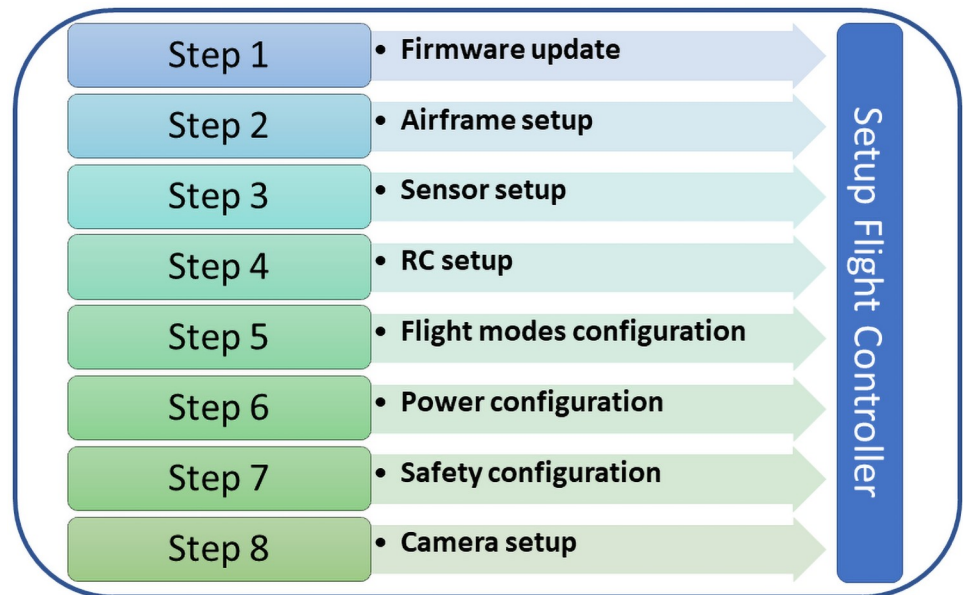 Step 1
• Firmware update
Step 2
• Airframe setup
Step 3
• Sensor setup
Step 4
• RC setup
Step 5
• Flight modes configuration
Step 6
• Power configuration
Step 7
• Safety configuration
Step 8
• Camera setup
Setup Flight Controller